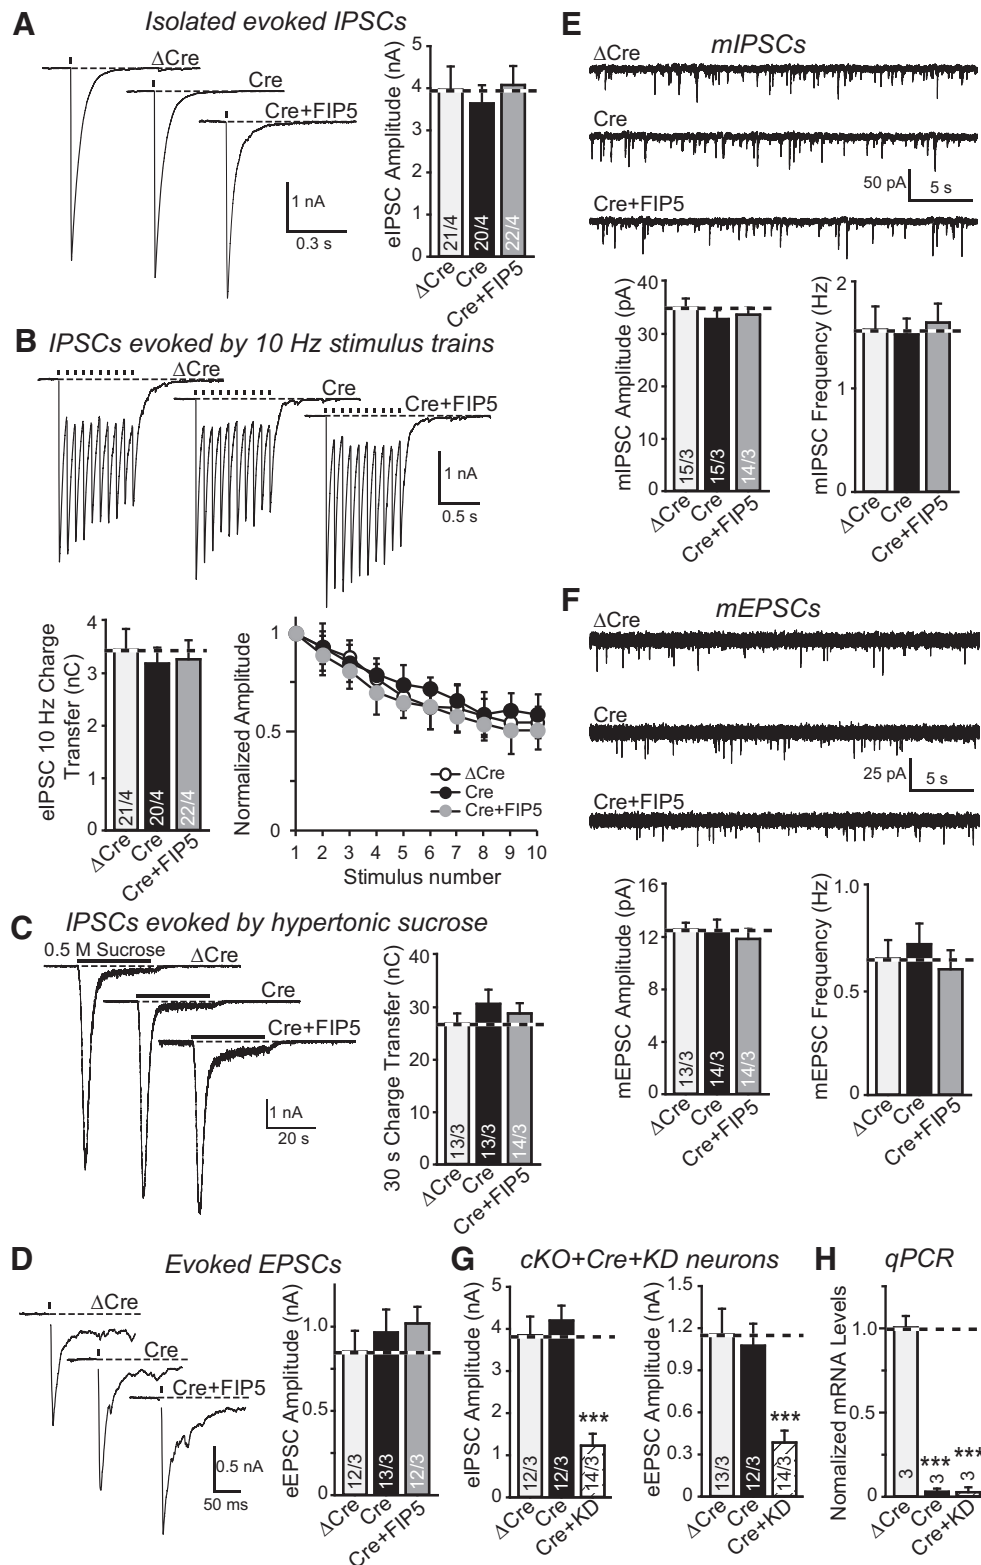 A
Isolated evoked IPSCs
ΔCre
Cre
Cre+FIP5
1 nA
0.3 s
eIPSC Amplitude (nA)
5
4
3
2
1
0
21/4
20/4
22/4
ΔCre
Cre
Cre+FIP5
B
IPSCs evoked by 10 Hz stimulus trains
ΔCre
Cre
Cre+FIP5
1 nA
0.5 s
eIPSC 10 Hz Charge
Transfer (nC)
4
3
2
1
0
21/4
20/4
22/4
ΔCre
Cre
Cre+FIP5
Normalized Amplitude
1
0.5
0
ΔCre
Cre
Cre+FIP5
1 2 3 4 5 6 7 8 9 10
Stimulus number
C
IPSCs evoked by hypertonic sucrose
0.5 M Sucrose
ΔCre
Cre
Cre+FIP5
1 nA
20 s
30 s Charge Transfer (nC)
40
30
20
10
0
13/3
13/3
14/3
ΔCre
Cre
Cre+FIP5
D
Evoked EPSCs
ΔCre
Cre
Cre+FIP5
0.5 nA
50 ms
eEPSC Amplitude (nA)
1.0
0.5
0
12/3
13/3
12/3
ΔCre
Cre
Cre+FIP5
E
mIPSCs
ΔCre
Cre
50 pA
5 s
Cre+FIP5
mIPSC Amplitude (pA)
40
30
20
10
0
15/3
15/3
14/3
ΔCre
Cre
Cre+FIP5
mIPSC Frequency (Hz)
2
1
0
ΔCre
Cre
Cre+FIP5
F
mEPSCs
ΔCre
Cre
25 pA
5 s
Cre+FIP5
mEPSC Amplitude (pA)
16
12
8
4
0
13/3
14/3
14/3
ΔCre
Cre
Cre+FIP5
mEPSC Frequency (Hz)
1.0
0.5
0
ΔCre
Cre
Cre+FIP5
G
cKO+Cre+KD neurons
eIPSC Amplitude (nA)
5
4
3
2
1
0
***
12/3
12/3
14/3
ΔCre
Cre
Cre+KD
eEPSC Amplitude (nA)
1.5
1.2
0.9
0.6
0.3
0
***
13/3
12/3
14/3
ΔCre
Cre
Cre+KD
H
qPCR
Nomalized mRNA Levels
1.0
0.5
0
***
***
3
3
3
ΔCre
Cre
Cre+KD